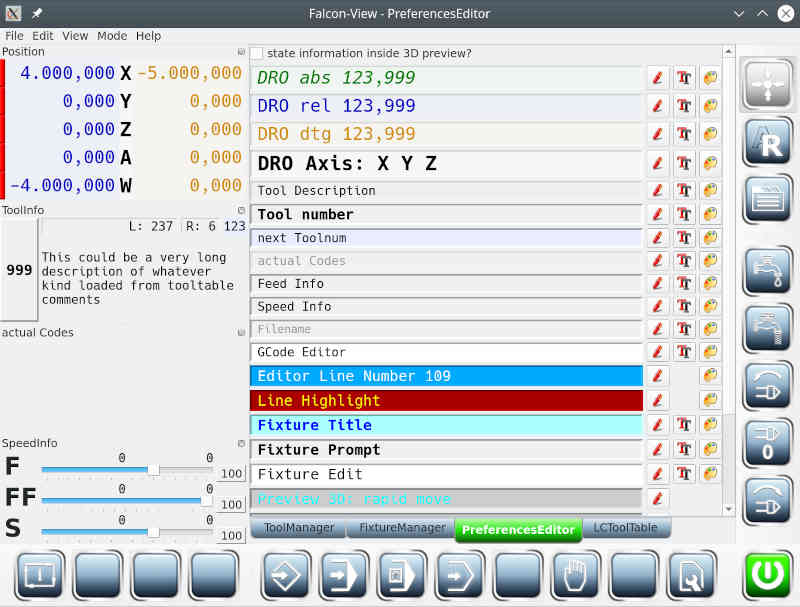 Falcon-View - PreferencesEditor
File Edit View Mode Help
Position
4.000,000 X -5.000,000
0,000 Y 0,000
0,000 Z 0,000
0,000 A 0,000
-4.000,000 W 0,000
ToolInfo
L: 237 R: 6 123
999
This could be a very long
description of whatever
kind loaded from tooltable
comments
actual Codes
SpeedInfo
0 0
F 100
0 0
FF 100
0 0
S 100
state information inside 3D preview?
DRO abs 123,999
DRO rel 123,999
DRO dtg 123,999
DRO Axis: X Y Z
Tool Description
Tool number
next Toolnum
actual Codes
Feed Info
Speed Info
Filename
GCode Editor
Editor Line Number 109
Line Highlight
Fixture Title
Fixture Prompt
Fixture Edit
Preview 3D: rapid move
ToolManager FixtureManager PreferencesEditor LCToolTable
AR
0